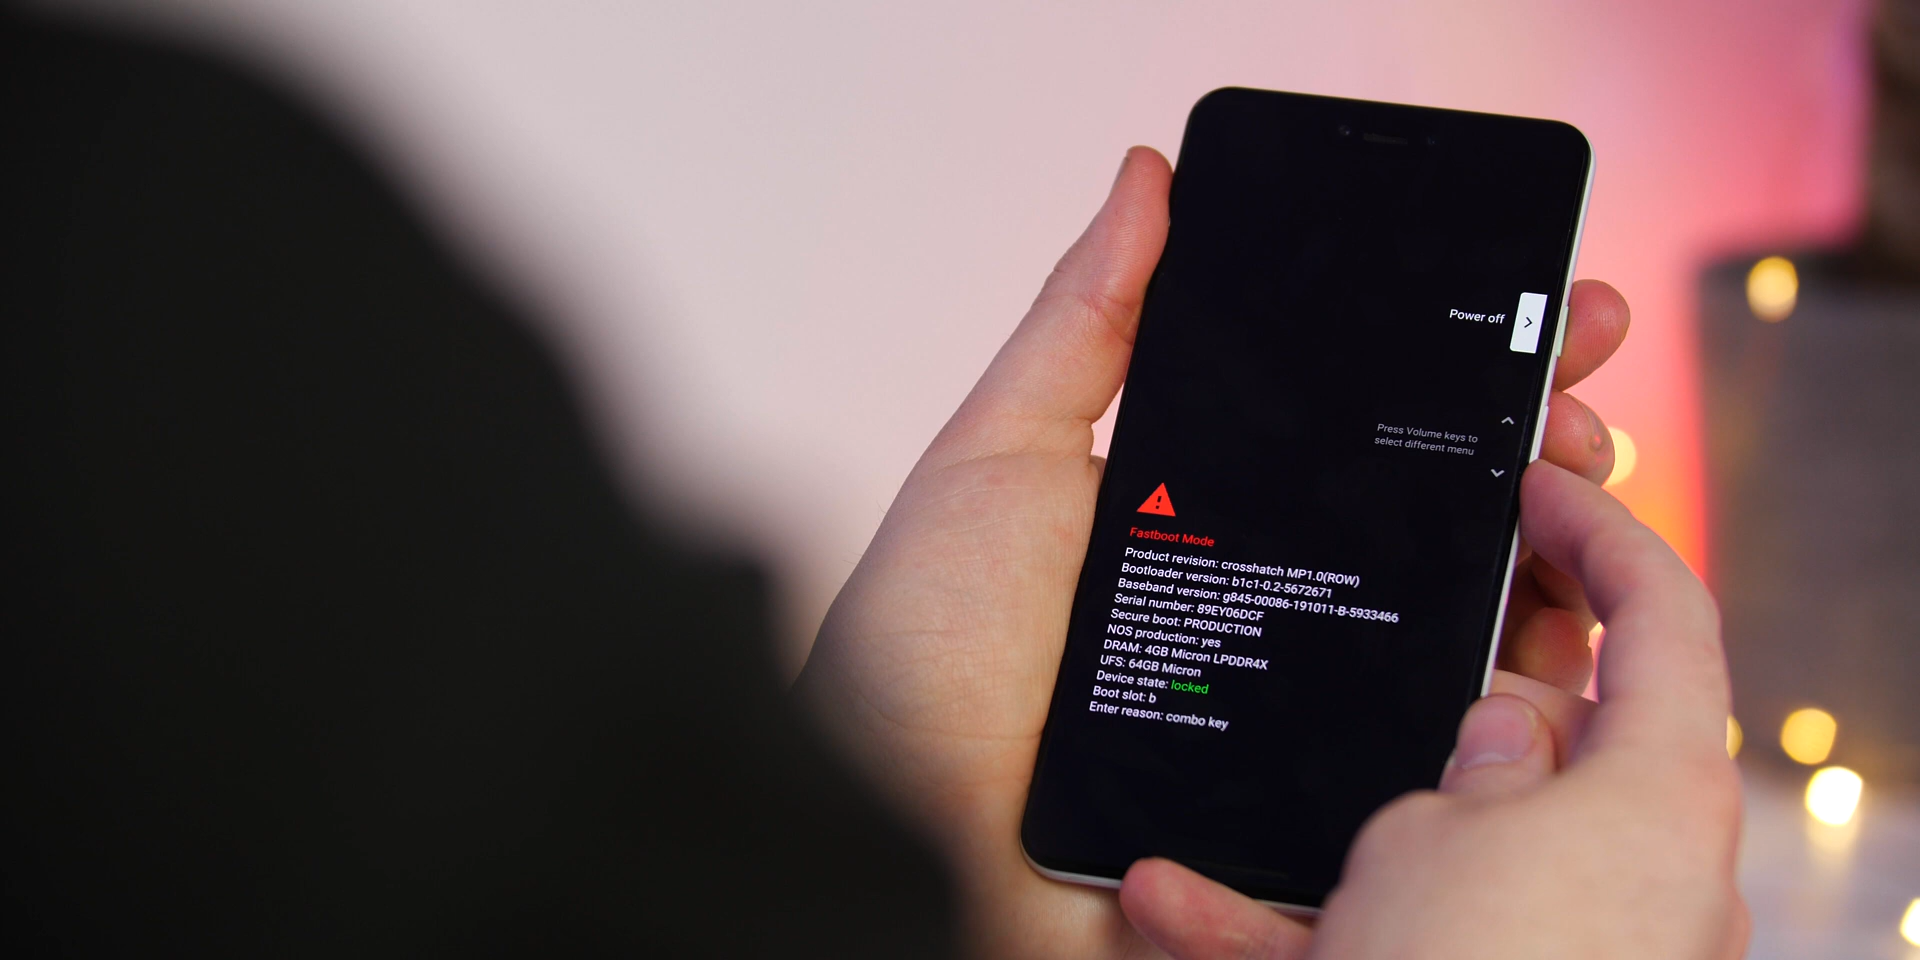 Power off
Press Volume keys to
select different menu
Fastboot Mode
Product revision: crosshatch MP1.0(ROW)
Bootloader version: b1c1-0.2-5672671
Baseband version: g845-00086-191011-B-5933466
Serial number: 89EY06DCF
Secure boot: PRODUCTION
NOS production: yes
DRAM: 4GB Micron LPDDR4X
UFS: 64GB Micron
Device state: locked
Boot slot: b
Enter reason: combo key